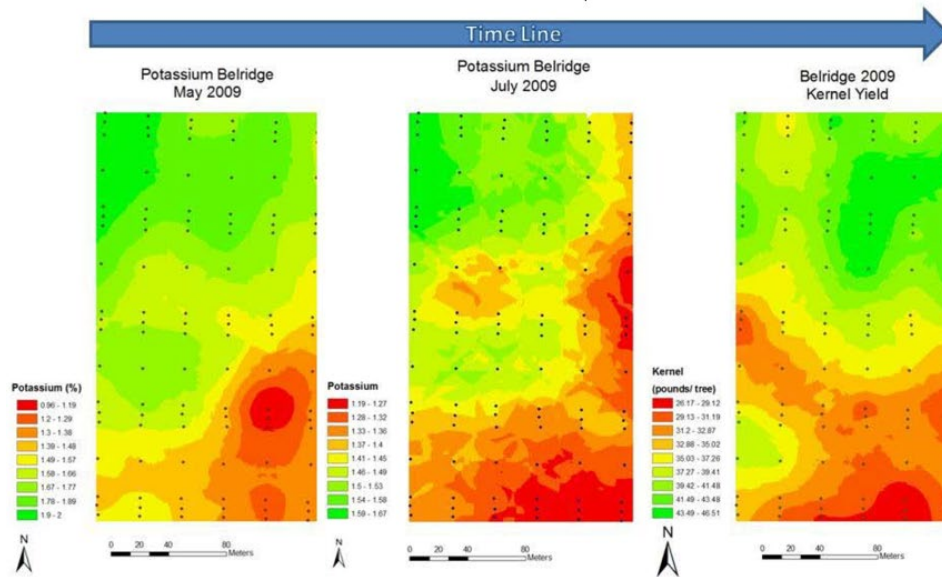 Time Line
Potassium Belridge
May 2009
Potassium Belridge
July 2009
Belridge 2009
Kernel Yield
Potassium (%)
0.96 - 1.19
1.2 - 1.29
1.3 - 1.38
1.39 - 1.48
1.49 - 1.57
1.58 - 1.66
1.67 - 1.77
1.78 - 1.89
1.9 - 2
N
0 20 40 80
Meters
Potassium
1.19 - 1.27
1.28 - 1.32
1.33 - 1.36
1.37 - 1.4
1.41 - 1.45
1.46 - 1.49
1.5 - 1.53
1.54 - 1.58
1.59 - 1.67
N
0 20 40 80
Meters
Kernel
(pounds/ tree)
26.17 - 29.12
29.13 - 31.19
31.2 - 32.87
32.88 - 35.02
35.03 - 37.26
37.27 - 39.41
39.42 - 41.48
41.49 - 43.48
43.49 - 46.51
N
0 20 40 80
Meters